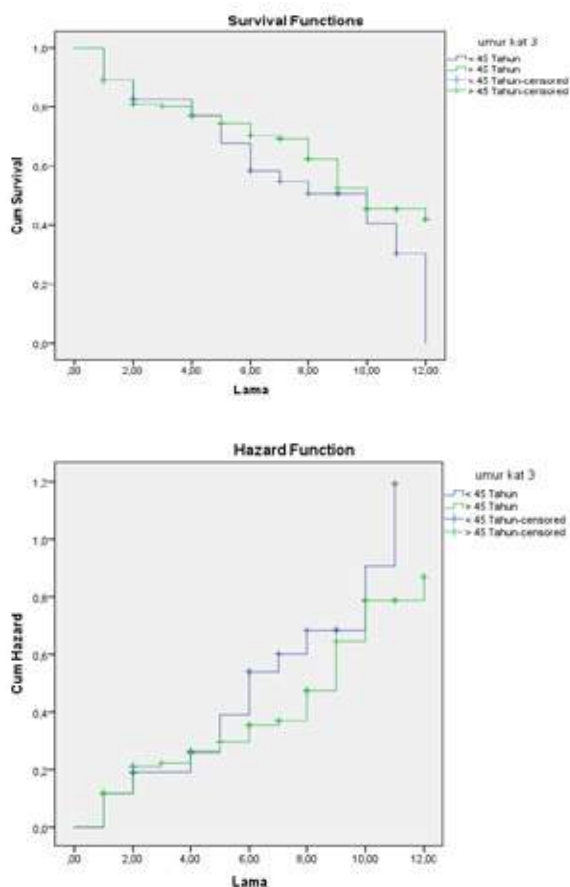 Survival Functions
umur kat 3
< 45 Tahun
> 45 Tahun
< 45 Tahun-censored
> 45 Tahun-censored
1,0
0,8
0,6
0,4
0,2
0,0
Cum Survival
,00 2,00 4,00 6,00 8,00 10,00 12,00
Lama
Hazard Function
umur kat 3
< 45 Tahun
> 45 Tahun
< 45 Tahun-censored
> 45 Tahun-censored
1,2
1,0
0,8
0,6
0,4
0,2
0,0
Cum Hazard
,00 2,00 4,00 6,00 8,00 10,00 12,00
Lama